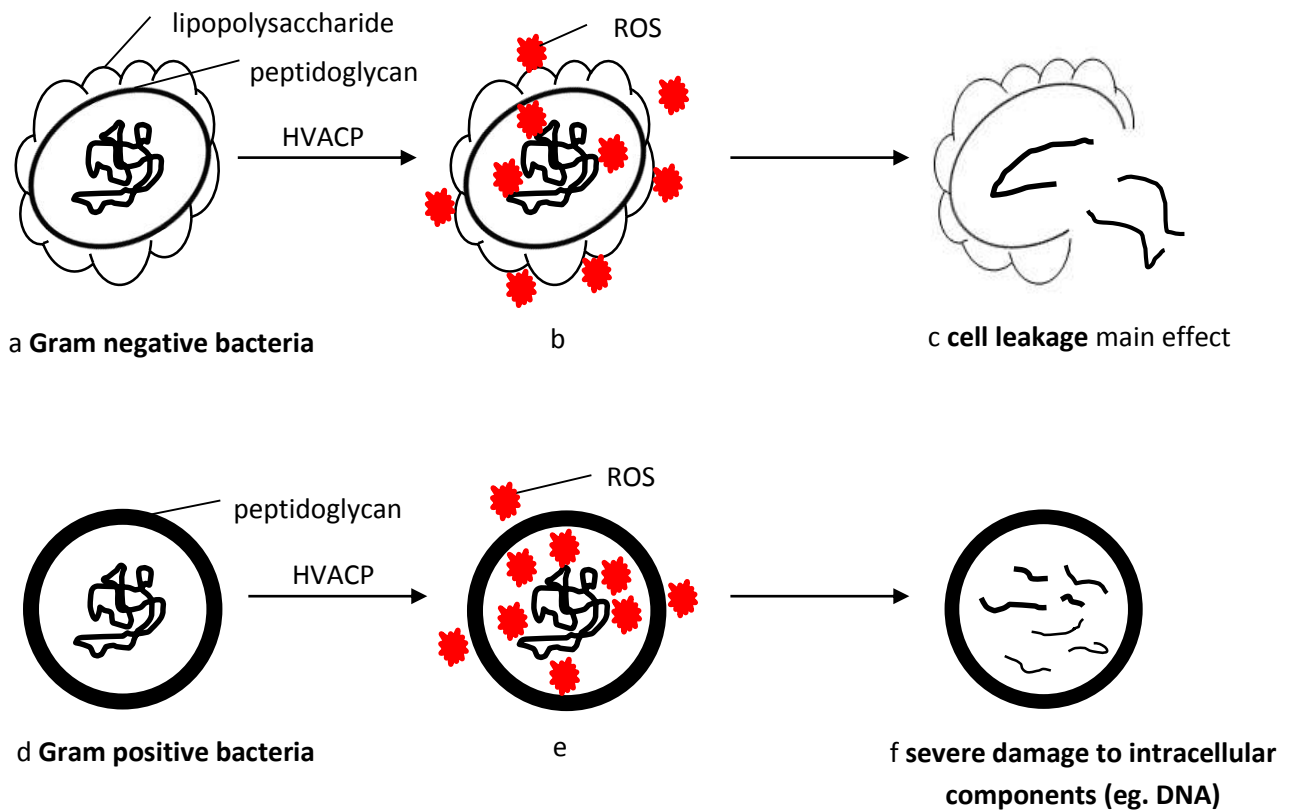 lipopolysaccharide
ROS
peptidoglycan
HVACP
a Gram negative bacteria
b
c cell leakage main effect
ROS
peptidoglycan
HVACP
d Gram positive bacteria
e
f severe damage to intracellular
components (eg. DNA)